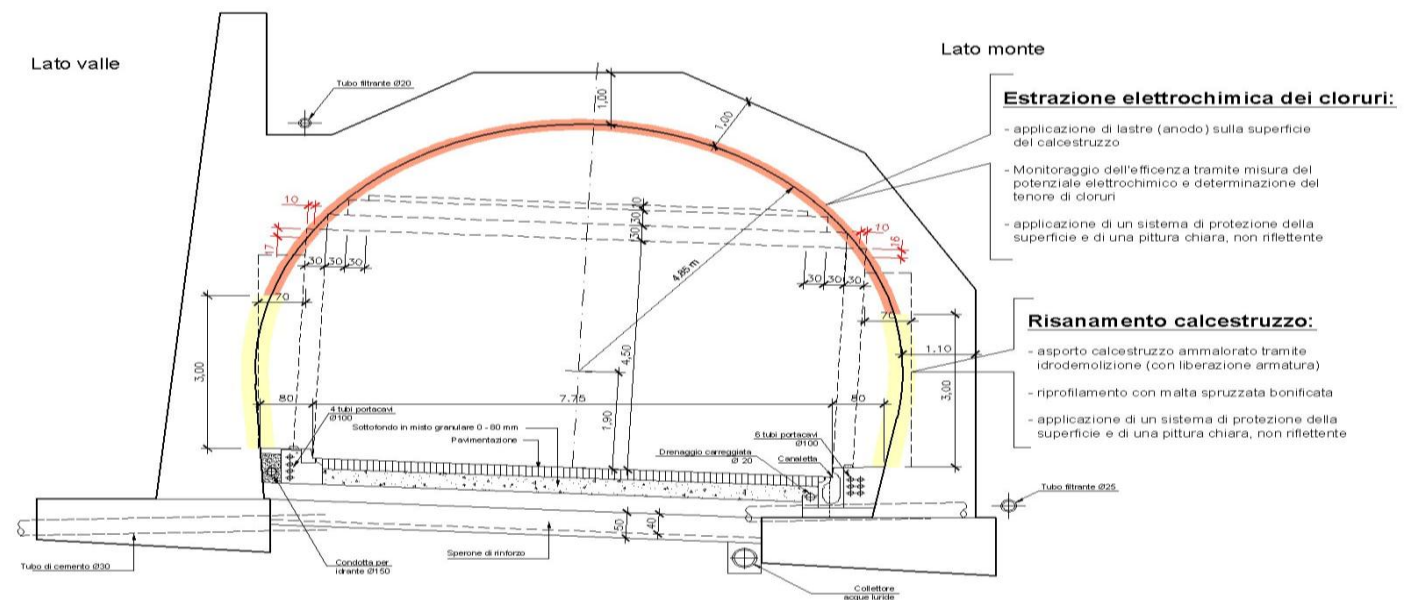 Lato valle
Lato monte
Tubo filtrante Ø20
1,00
1,00
Estrazione elettrochimica dei cloruri:
- applicazione di lastre (anodo) sulla superficie
del calcestruzzo
- Monitoraggio dell'efficenza tramite misura del
potenziale elettrochimico e determinazione del
tenore di cloruri
- applicazione di un sistema di protezione della
superficie e di una pittura chiara, non riflettente
10
17
30 30 30
70
30 30 10
4.85 m
10
16
30 30 30
70
Risanamento calcestruzzo:
- asporto calcestruzzo ammalorato tramite
idrodemolizione (con liberazione armatura)
- riprofilamento con malta spruzzata bonificata
- applicazione di un sistema di protezione della
superficie e di una pittura chiara, non riflettente
1.10
3,00
3,00
4,50
1,90
80
7.75
80
4 tubi portacavi
Ø100
Sottofondo in misto granulare 0 - 80 mm
Pavimentazione
6 tubi portacavi
Ø100
Drenaggio carreggiata
Ø 20
Canaletta
Tubo filtrante Ø25
50
40
Sperone di rinforzo
Tubo di cemento Ø30
Condotta per
idrante Ø150
Collettore
acque luride